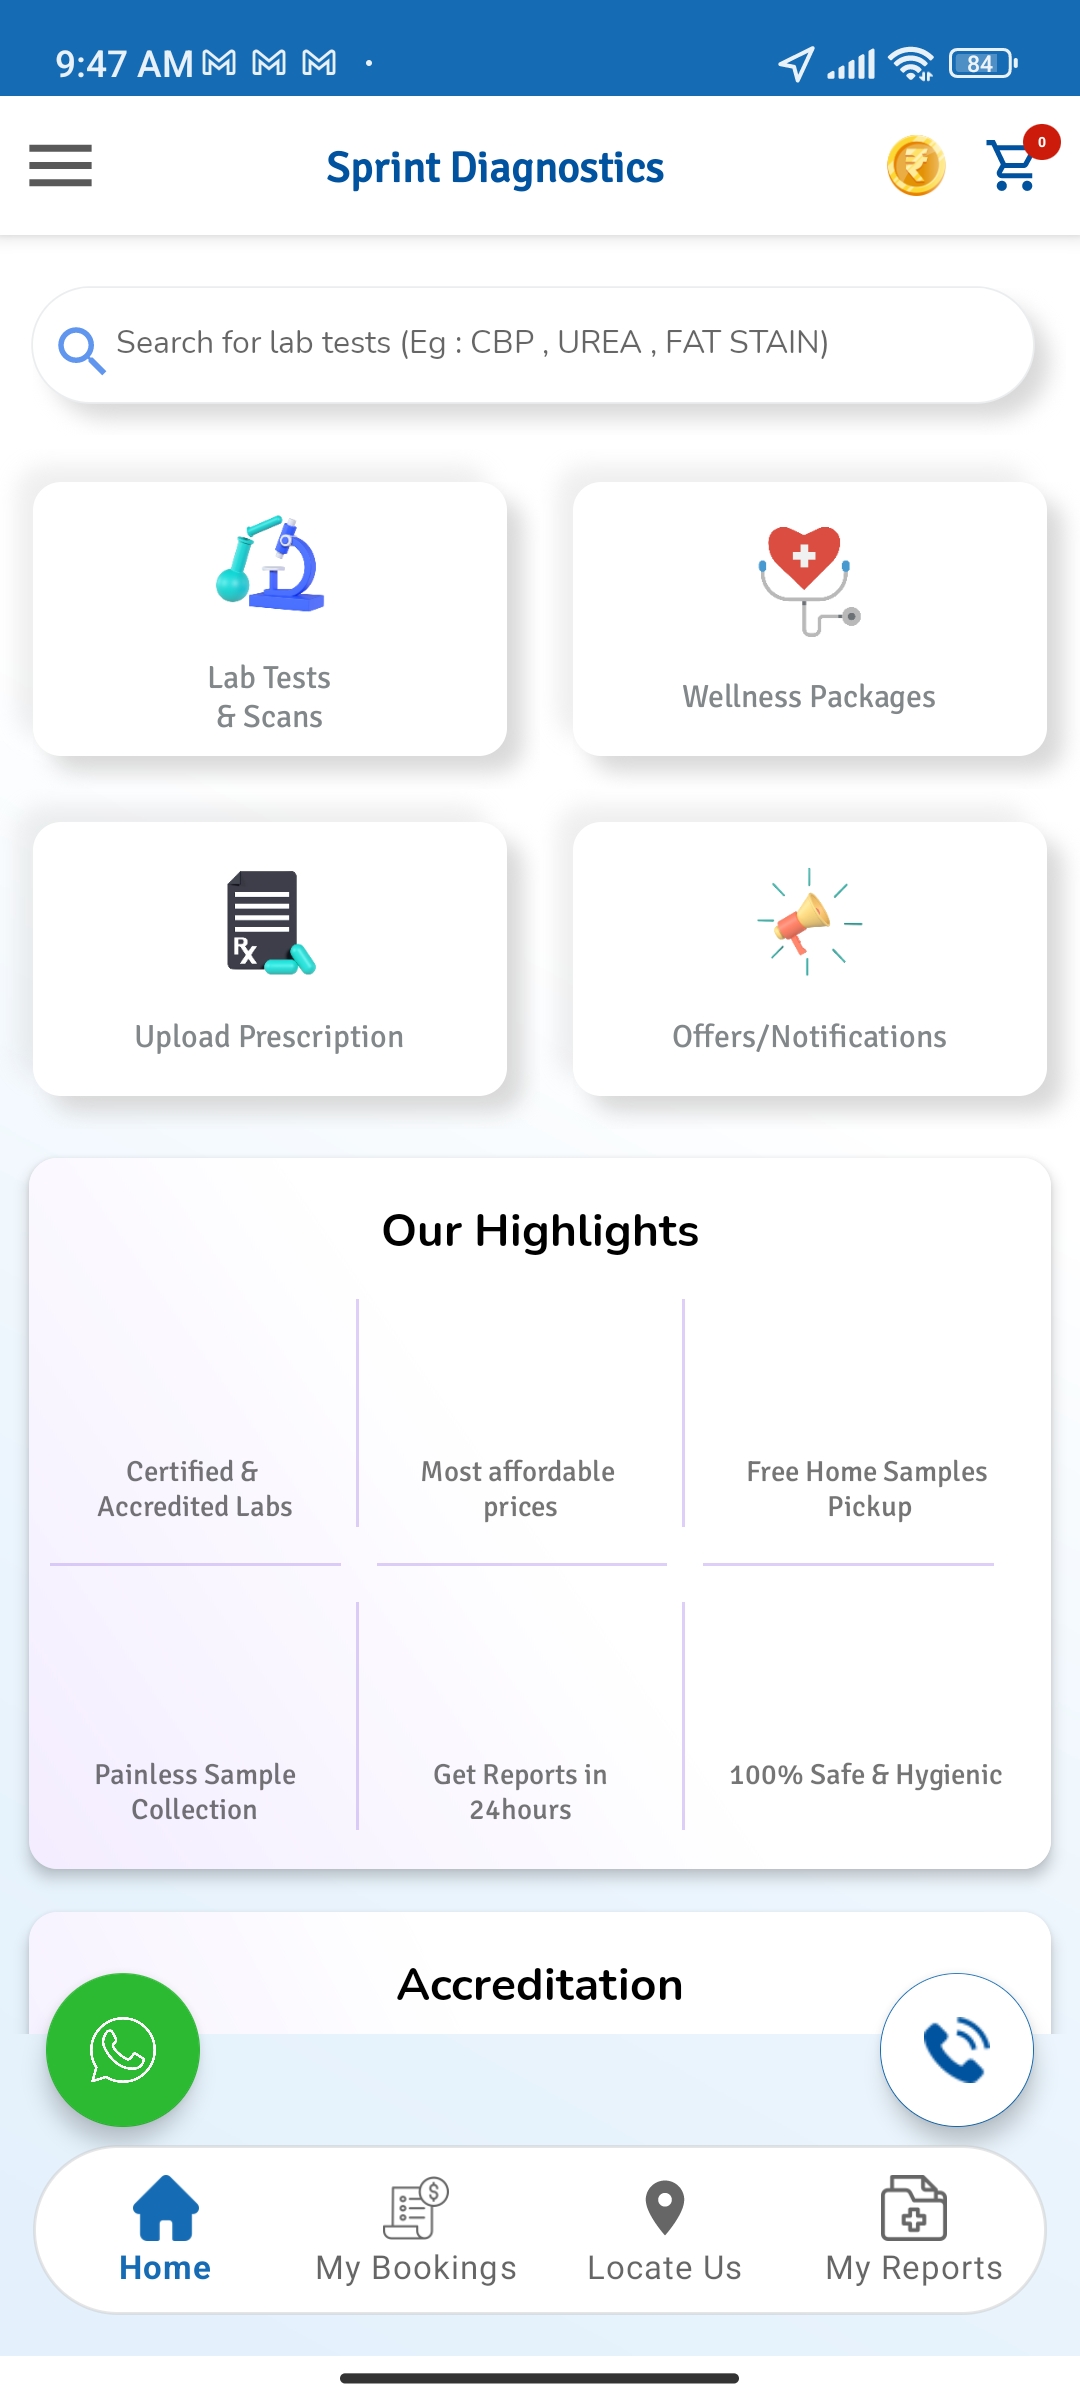 9:47 AM
84
Sprint Diagnostics
0
Search for lab tests (Eg : CBP , UREA , FAT STAIN)
Lab Tests
& Scans
Wellness Packages
Rx
Upload Prescription
Offers/Notifications
Our Highlights
Certified &
Accredited Labs
Most affordable
prices
Free Home Samples
Pickup
Painless Sample
Collection
Get Reports in
24hours
100% Safe & Hygienic
Accreditation
Home
My Bookings
Locate Us
My Reports